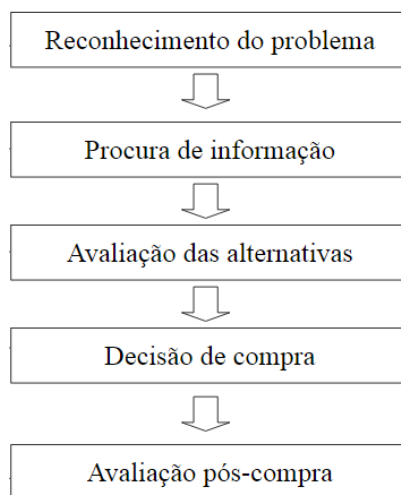 Reconhecimento do problema
Procura de informação
Avaliação das alternativas
Decisão de compra
Avaliação pós-compra